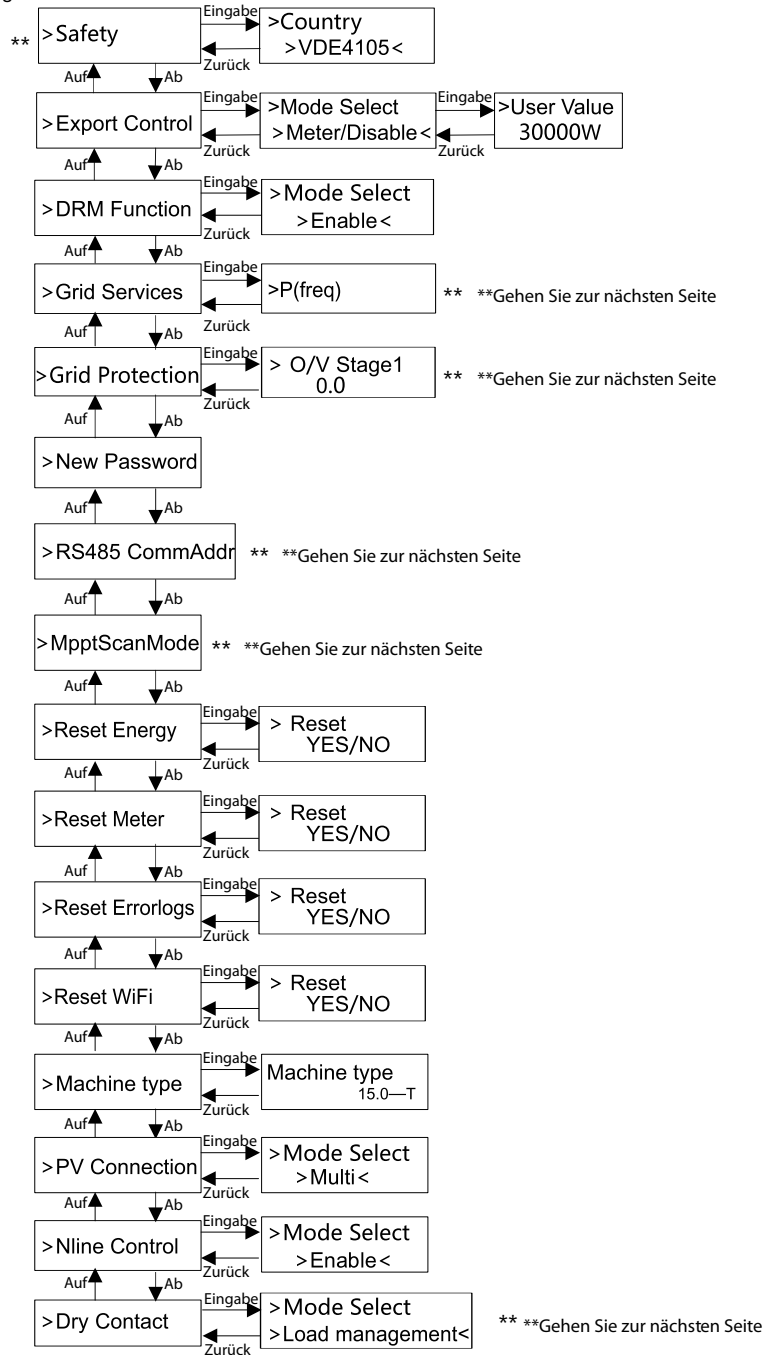 ** >Safety Eingabe >Country
>VDE4105<
Zurück
Auf Ab
>Export Control Eingabe >Mode Select Eingabe >User Value
>Meter/Disable< 30000W
Zurück Zurück
Auf Ab
>DRM Function Eingabe >Mode Select
>Enable<
Zurück
Auf Ab
>Grid Services Eingabe >P(freq) ** **Gehen Sie zur nächsten Seite
Zurück
Auf Ab
>Grid Protection Eingabe > O/V Stage1
0.0 ** **Gehen Sie zur nächsten Seite
Zurück
Auf Ab
>New Password
Auf Ab
>RS485 CommAddr ** **Gehen Sie zur nächsten Seite
Auf Ab
>MpptScanMode ** **Gehen Sie zur nächsten Seite
Auf Ab
>Reset Energy Eingabe > Reset
YES/NO
Zurück
Auf Ab
>Reset Meter Eingabe > Reset
YES/NO
Zurück
Auf Ab
>Reset Errorlogs Eingabe > Reset
YES/NO
Zurück
Auf Ab
>Reset WiFi Eingabe > Reset
YES/NO
Zurück
Auf Ab
>Machine type Eingabe Machine type
15.0—T
Zurück
Auf Ab
>PV Connection Eingabe >Mode Select
>Multi<
Zurück
Auf Ab
>Nline Control Eingabe >Mode Select
>Enable<
Zurück
Auf Ab
>Dry Contact Eingabe >Mode Select
>Load management< ** **Gehen Sie zur nächsten Seite
Zurück